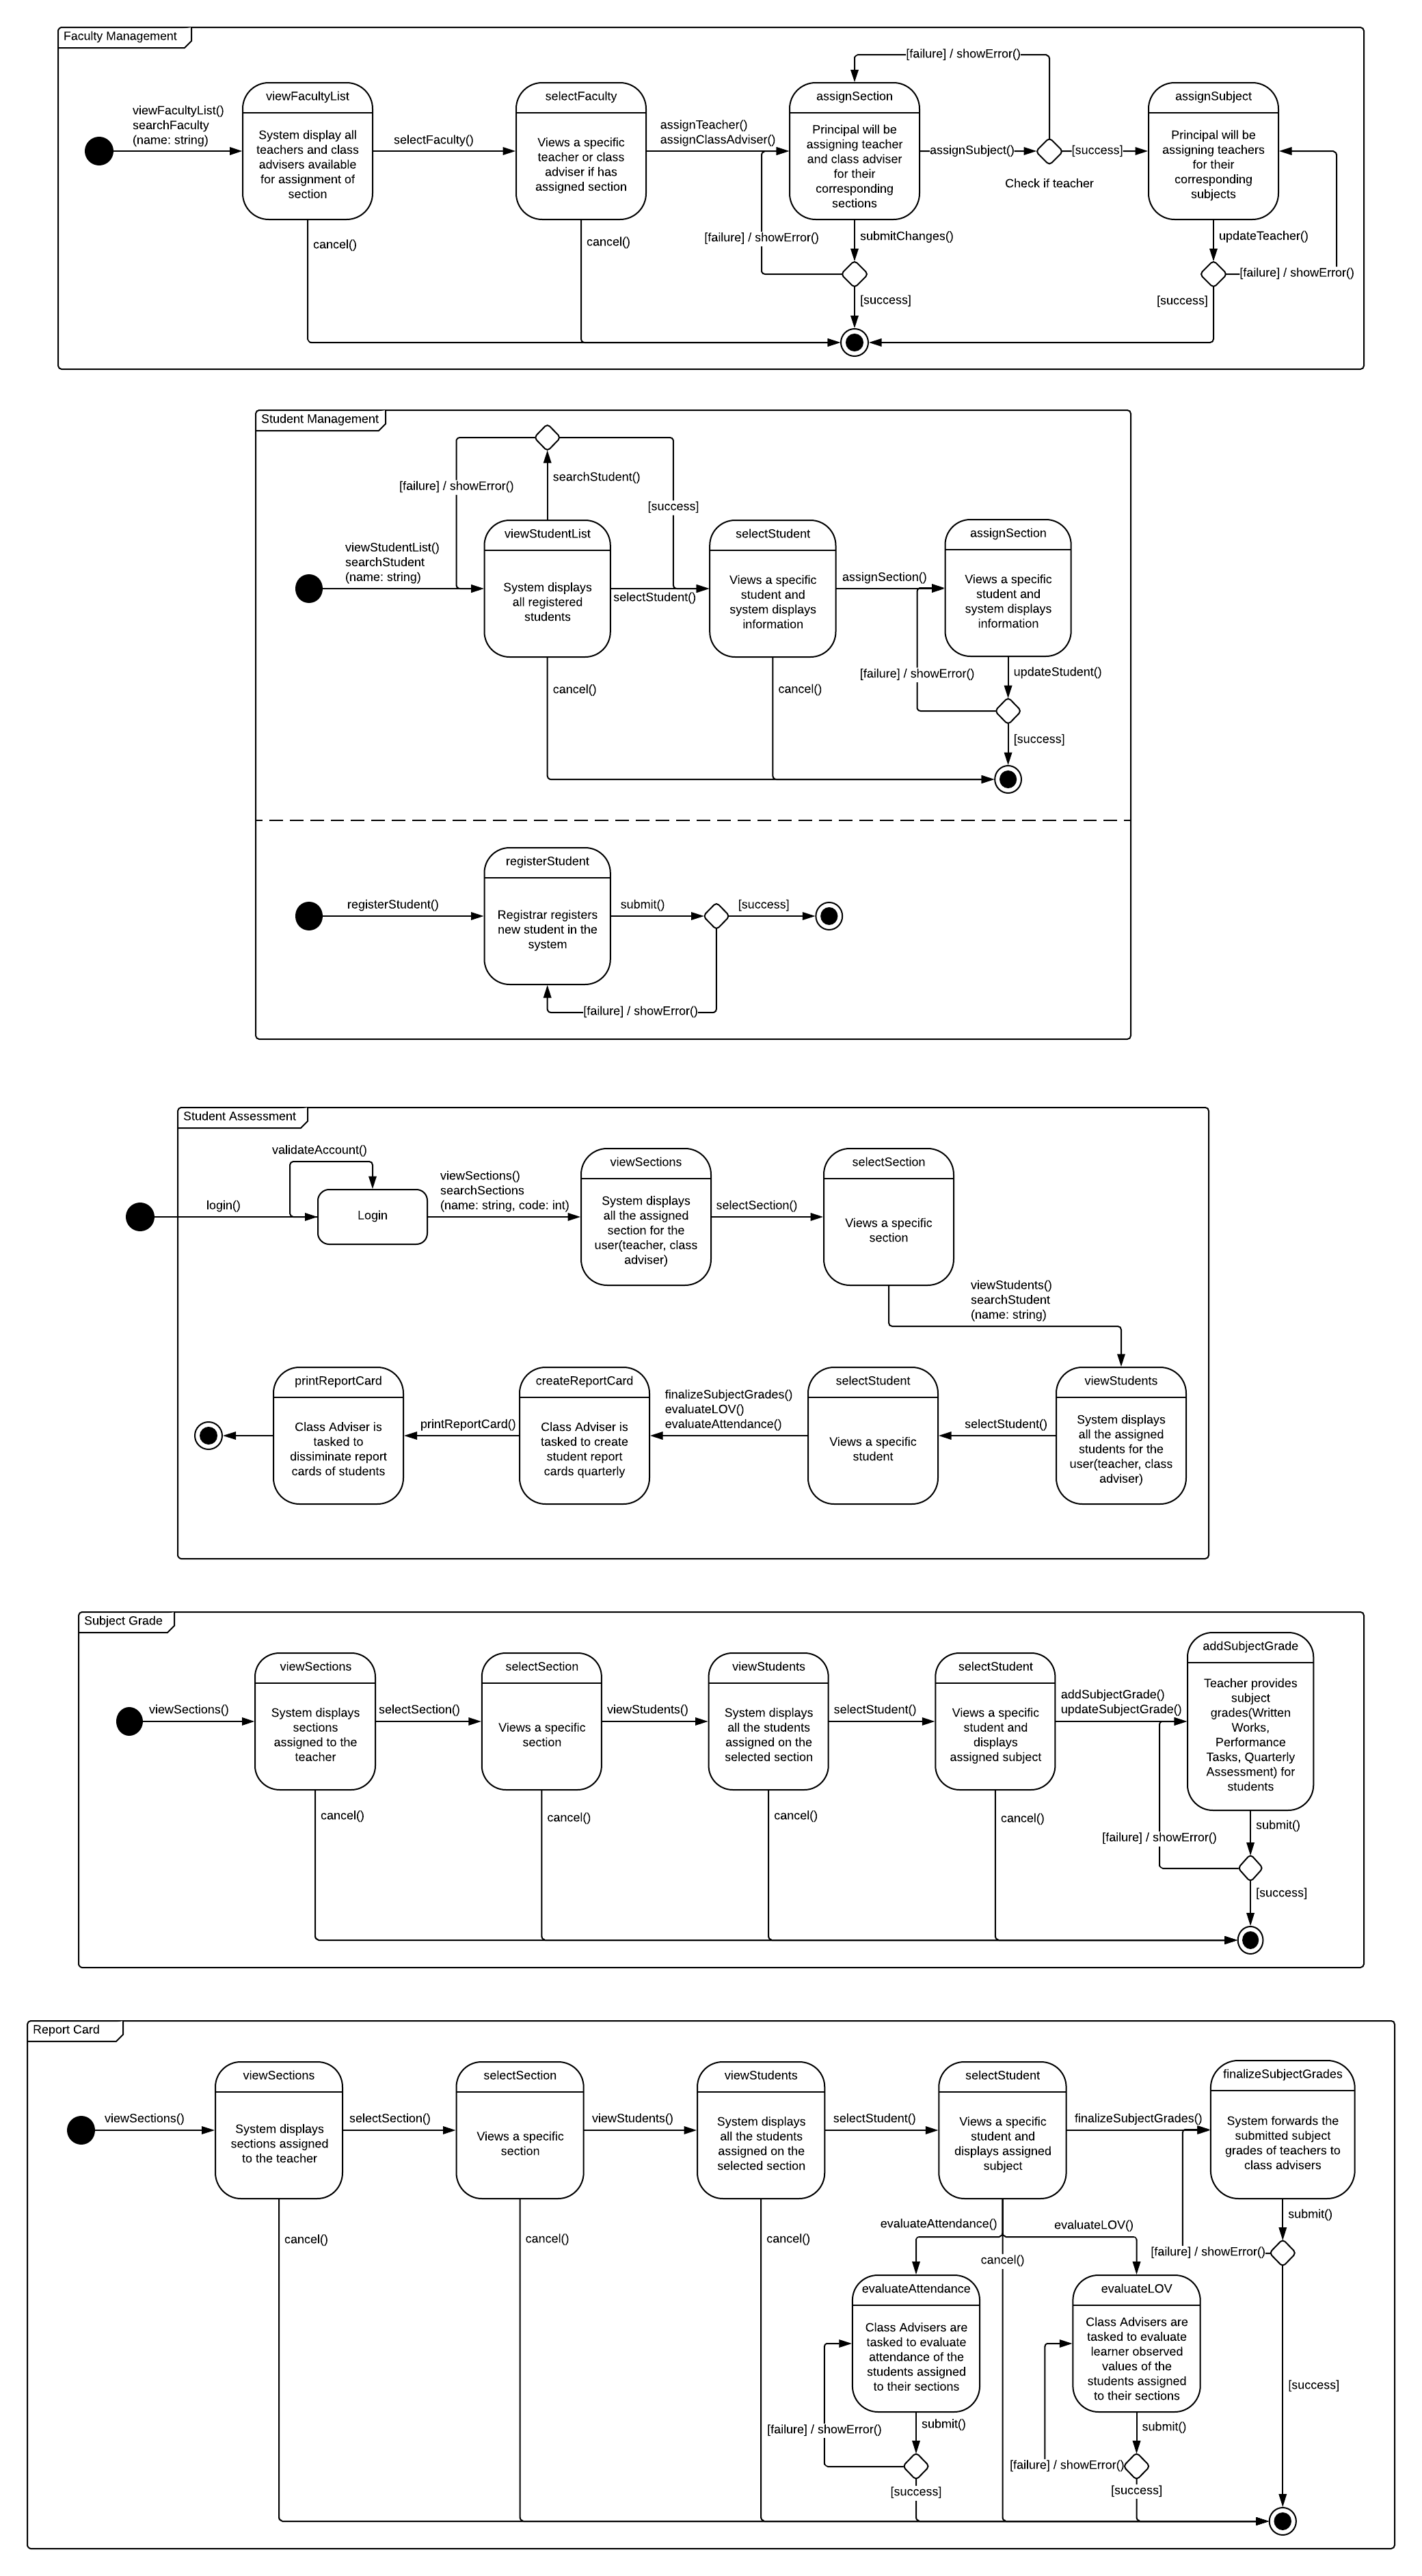 Faculty Management
[failure] / showError()
viewFacultyList
selectFaculty
assignSection
assignSubject
viewFacultyList()
searchFaculty
(name: string)
System display all
teachers and class
advisers available
for assignment of
section
selectFaculty()
Views a specific
teacher or class
adviser if has
assigned section
assignTeacher()
assignClassAdviser()
Principal will be
assigning teacher
and class adviser
for their
corresponding
sections
assignSubject()
[success]
Check if teacher
Principal will be
assigning teachers
for their
corresponding
subjects
cancel()
cancel()
[failure] / showError()
submitChanges()
updateTeacher()
[failure] / showError()
[success]
[success]
Student Management
searchStudent()
[failure] / showError()
[success]
viewStudentList
selectStudent
assignSection
viewStudentList()
searchStudent
(name: string)
System displays
all registered
students
selectStudent()
Views a specific
student and
system displays
information
assignSection()
Views a specific
student and
system displays
information
[failure] / showError()
updateStudent()
cancel()
cancel()
[success]
registerStudent
registerStudent()
Registrar registers
new student in the
system
submit()
[success]
[failure] / showError()
Student Assessment
validateAccount()
login()
Login
viewSections()
searchSections
(name: string, code: int)
viewSections
System displays
all the assigned
section for the
user(teacher, class
adviser)
selectSection()
selectSection
Views a specific
section
viewStudents()
searchStudent
(name: string)
printReportCard
Class Adviser is
tasked to
dissiminate report
cards of students
printReportCard()
createReportCard
Class Adviser is
tasked to create
student report
cards quarterly
finalizeSubjectGrades()
evaluateLOV()
evaluateAttendance()
selectStudent
Views a specific
student
selectStudent()
viewStudents
System displays
all the assigned
students for the
user(teacher, class
adviser)
Subject Grade
viewSections()
viewSections
System displays
sections
assigned to the
teacher
selectSection()
selectSection
Views a specific
section
viewStudents()
viewStudents
System displays
all the students
assigned on the
selected section
selectStudent()
selectStudent
Views a specific
student and
displays
assigned subject
addSubjectGrade()
updateSubjectGrade()
addSubjectGrade
Teacher provides
subject
grades(Written
Works,
Performance
Tasks, Quarterly
Assessment) for
students
cancel()
cancel()
cancel()
cancel()
submit()
[failure] / showError()
[success]
Report Card
viewSections()
viewSections
System displays
sections assigned
to the teacher
selectSection()
selectSection
Views a specific
section
viewStudents()
viewStudents
System displays
all the students
assigned on the
selected section
selectStudent()
selectStudent
Views a specific
student and
displays assigned
subject
finalizeSubjectGrades()
finalizeSubjectGrades
System forwards the
submitted subject
grades of teachers to
class advisers
cancel()
cancel()
cancel()
evaluateAttendance()
evaluateLOV()
cancel()
submit()
[failure] / showError()
evaluateAttendance
Class Advisers are
tasked to evaluate
attendance of the
students assigned
to their sections
evaluateLOV
Class Advisers are
tasked to evaluate
learner observed
values of the
students assigned
to their sections
[success]
[failure] / showError()
submit()
submit()
[failure] / showError()
[success]
[success]